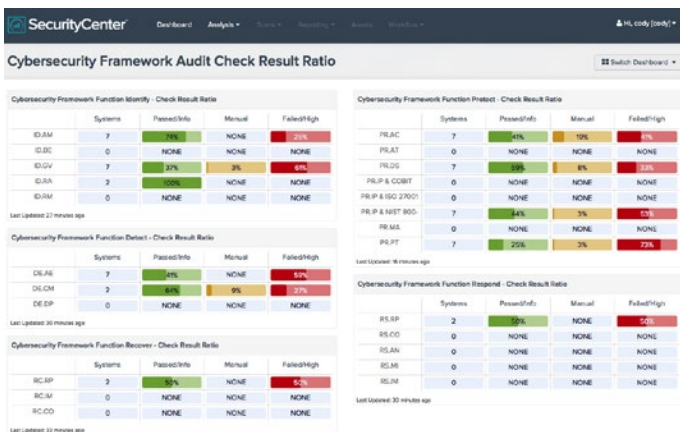 SecurityCenter
Dashboard Analysis Scans Reporting Assets Workflow
Hi, cody [cody]
Cybersecurity Framework Audit Check Result Ratio
Switch Dashboard
Cybersecurity Framework Function Identify - Check Result Ratio
Systems Passed/Info Manual Failed/High
ID.AM 7 74% NONE 25%
ID.BE 0 NONE NONE NONE
ID.GV 7 37% 3% 61%
ID.RA 2 100% NONE NONE
ID.RM 0 NONE NONE NONE
Last Updated: 27 minutes ago
Cybersecurity Framework Function Detect - Check Result Ratio
Systems Passed/Info Manual Failed/High
DE.AE 7 41% NONE 59%
DE.CM 2 64% 9% 27%
DE.DP 0 NONE NONE NONE
Last Updated: 30 minutes ago
Cybersecurity Framework Function Recover - Check Result Ratio
Systems Passed/Info Manual Failed/High
RC.RP 2 50% NONE 50%
RC.IM 0 NONE NONE NONE
RC.CO 0 NONE NONE NONE
Last Updated: 33 minutes ago
Cybersecurity Framework Function Protect - Check Result Ratio
Systems Passed/Info Manual Failed/High
PR.AC 7 41% 19% 41%
PR.AT 0 NONE NONE NONE
PR.DS 7 59% 8% 33%
PR.IP & COBIT 0 NONE NONE NONE
PR.IP & ISO 27001 0 NONE NONE NONE
PR.IP & NIST 800- 7 44% 3% 53%
PR.MA 0 NONE NONE NONE
PR.PT 7 25% 3% 73%
Last Updated: 16 minutes ago
Cybersecurity Framework Function Respond - Check Result Ratio
Systems Passed/Info Manual Failed/High
RS.RP 2 50% NONE 50%
RS.CO 0 NONE NONE NONE
RS.AN 0 NONE NONE NONE
RS.MI 0 NONE NONE NONE
RS.IM 0 NONE NONE NONE
Last Updated: 30 minutes ago